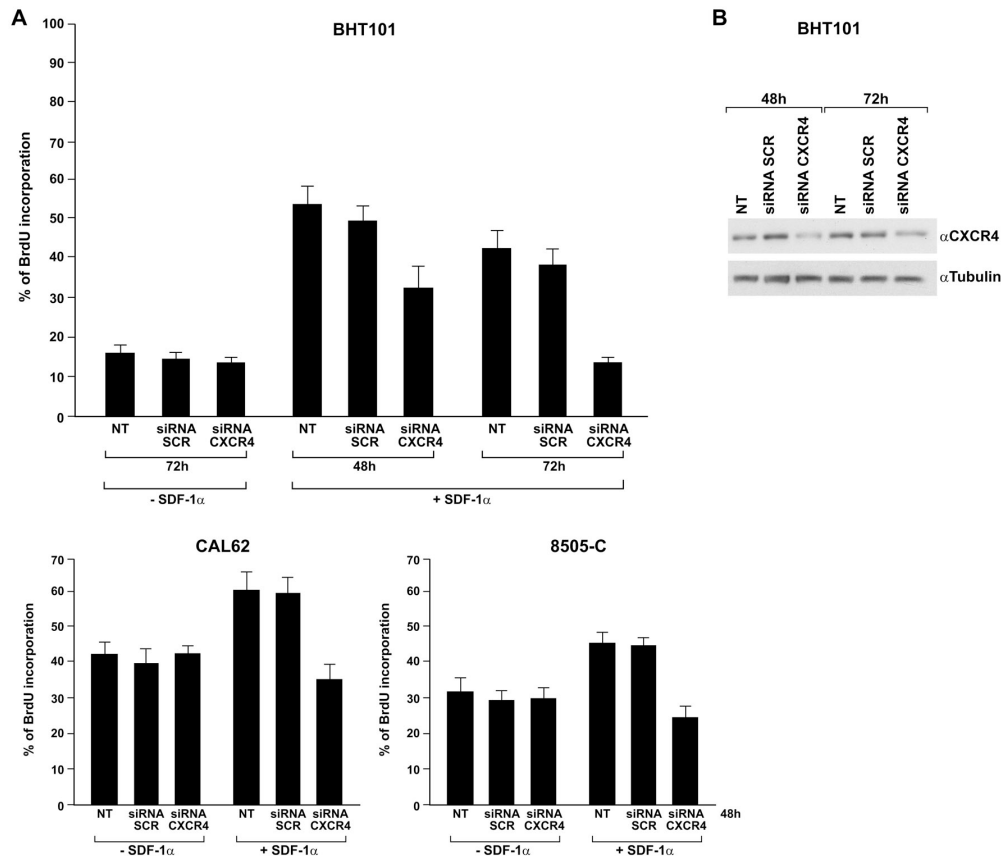 A
BHT101
% of BrdU incorporation
100
90
80
70
60
50
40
30
20
10
0
NT
siRNA SCR
siRNA CXCR4
NT
siRNA SCR
siRNA CXCR4
NT
siRNA SCR
siRNA CXCR4
72h
48h
72h
- SDF-1α
+ SDF-1α
B
BHT101
48h
72h
NT
siRNA SCR
siRNA CXCR4
NT
siRNA SCR
siRNA CXCR4
αCXCR4
αTubulin
CAL62
% of BrdU incorporation
70
60
50
40
30
20
10
0
NT
siRNA SCR
siRNA CXCR4
NT
siRNA SCR
siRNA CXCR4
- SDF-1α
+ SDF-1α
8505-C
% of BrdU incorporation
70
60
50
40
30
20
10
0
NT
siRNA SCR
siRNA CXCR4
NT
siRNA SCR
siRNA CXCR4
48h
- SDF-1α
+ SDF-1α